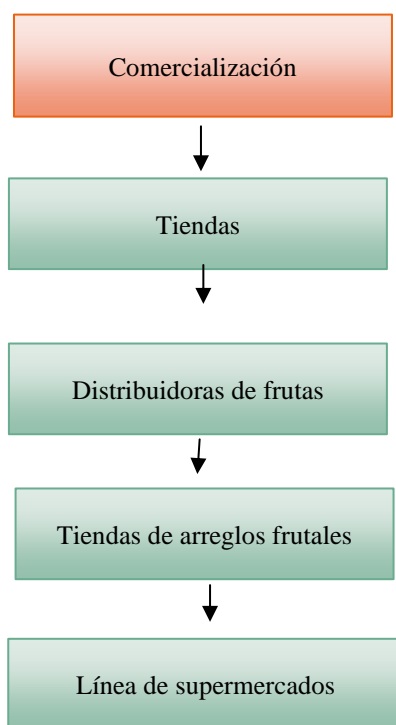 Comercialización
Tiendas
Distribuidoras de frutas
Tiendas de arreglos frutales
Línea de supermercados